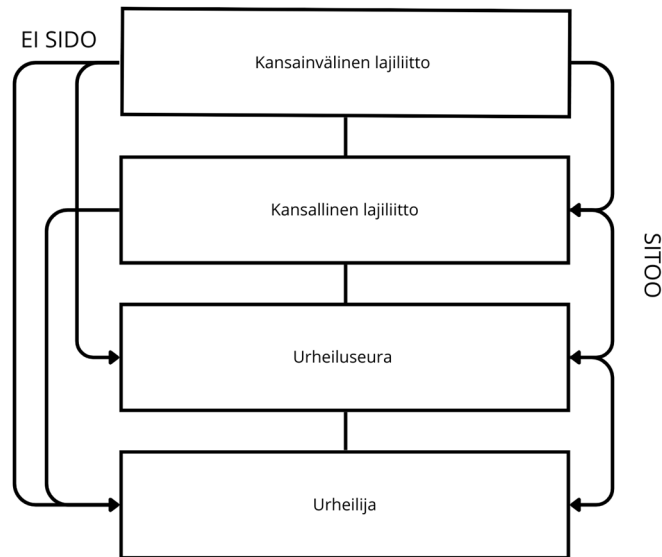 EI SIDO
Kansainvälinen lajiliitto
Kansallinen lajiliitto
SITOO
Urheiluseura
Urheilija